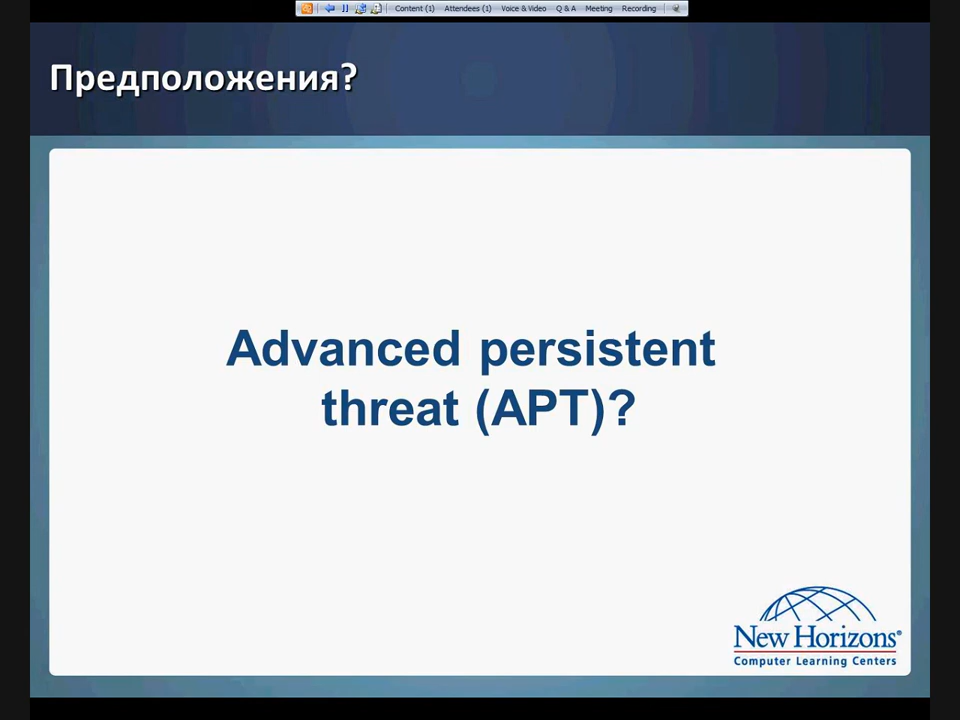 Content (1) Attendees (1) Voice & Video Q & A Meeting Recording
Предположения?
Advanced persistent
threat (APT)?
New Horizons®
Computer Learning Centers